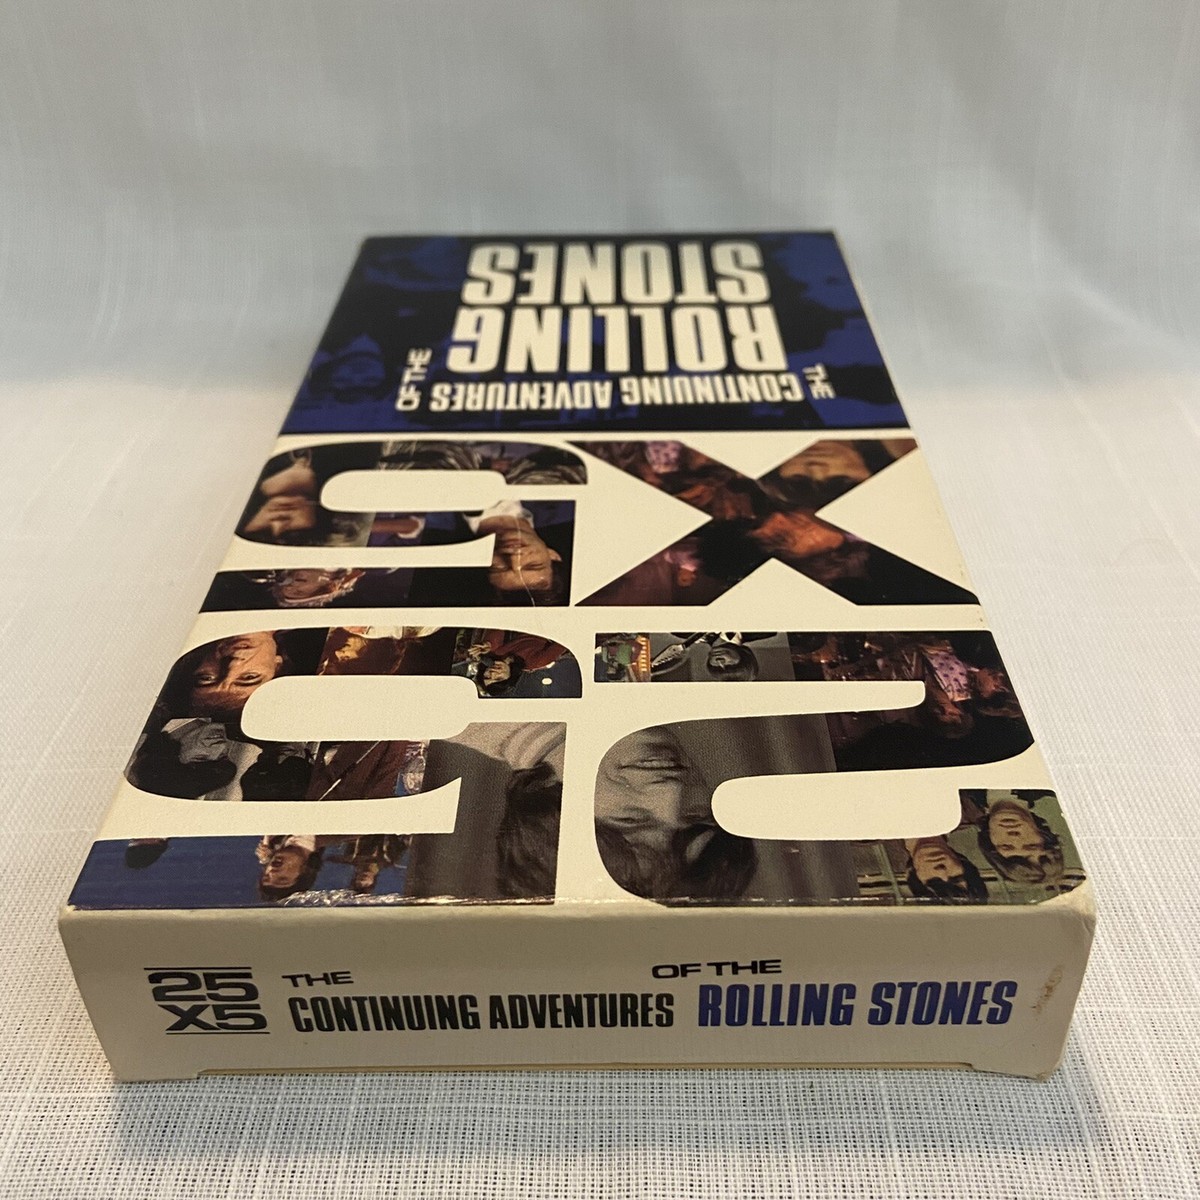 25
X5
THE
CONTINUING ADVENTURES
OF THE
ROLLING
STONES
25
X5
THE
CONTINUING ADVENTURES
OF THE
ROLLING STONES